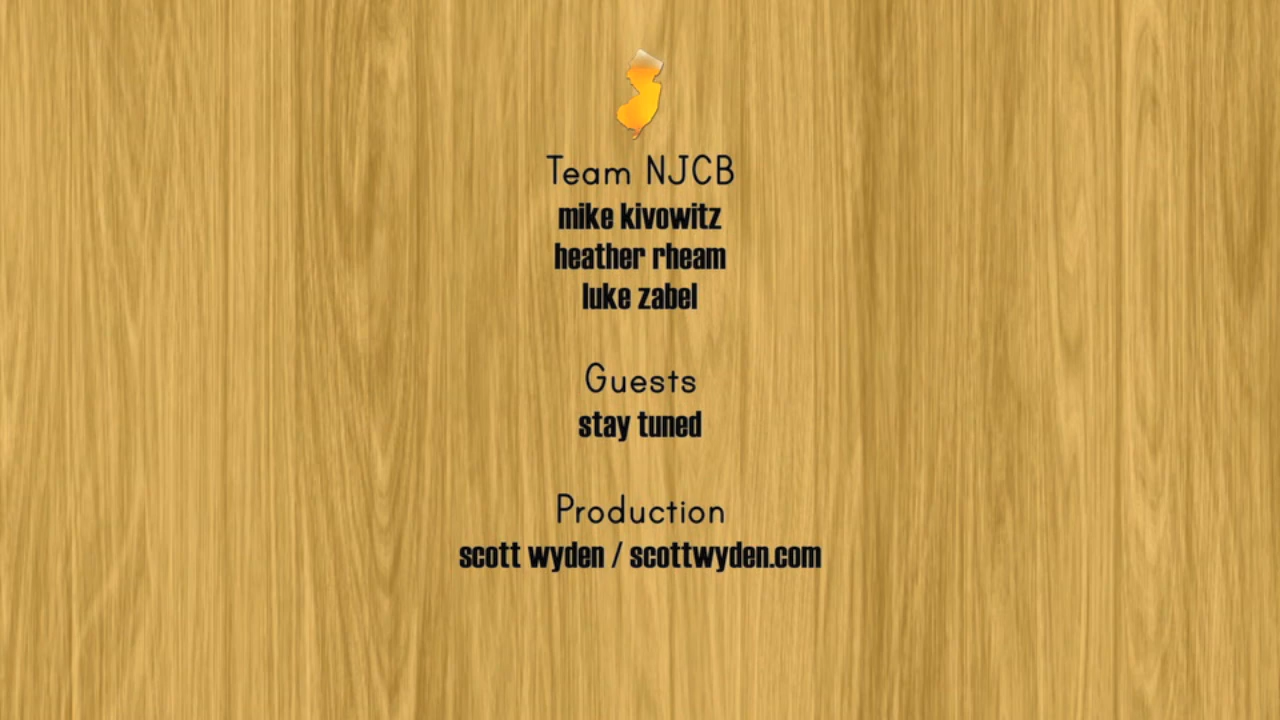 Team NJCB
mike kivowitz
heather rheam
luke zabel
Guests
stay tuned
Production
scott wyden / scottwyden.com